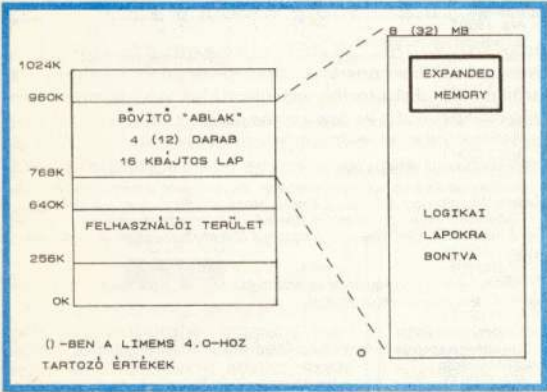 8 (32) MB
1024K
960K
EXPANDED
MEMORY
BŐVITŐ "ABLAK"
4 (12) DARAB
16 KBÁJTOS LAP
768K
640K
FELHASZNÁLÓI TERÜLET
LOGIKAI
LAPOKRA
BONTVA
256K
0K
0
()-BEN A LIMEMS 4.0-HOZ
TARTOZÓ ÉRTÉKEK